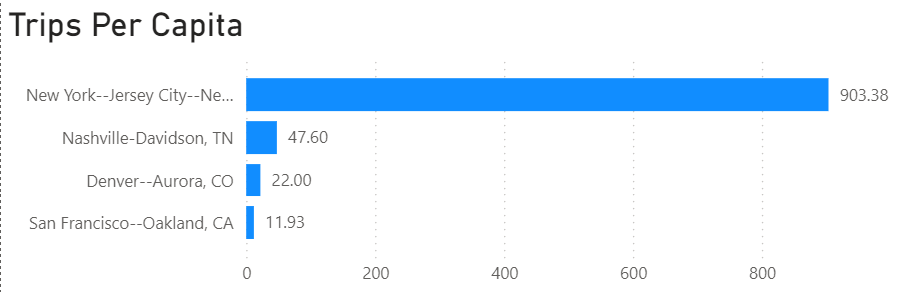 Trips Per Capita
New York--Jersey City--Ne... 903.38
Nashville-Davidson, TN 47.60
Denver--Aurora, CO 22.00
San Francisco--Oakland, CA 11.93
0 200 400 600 800